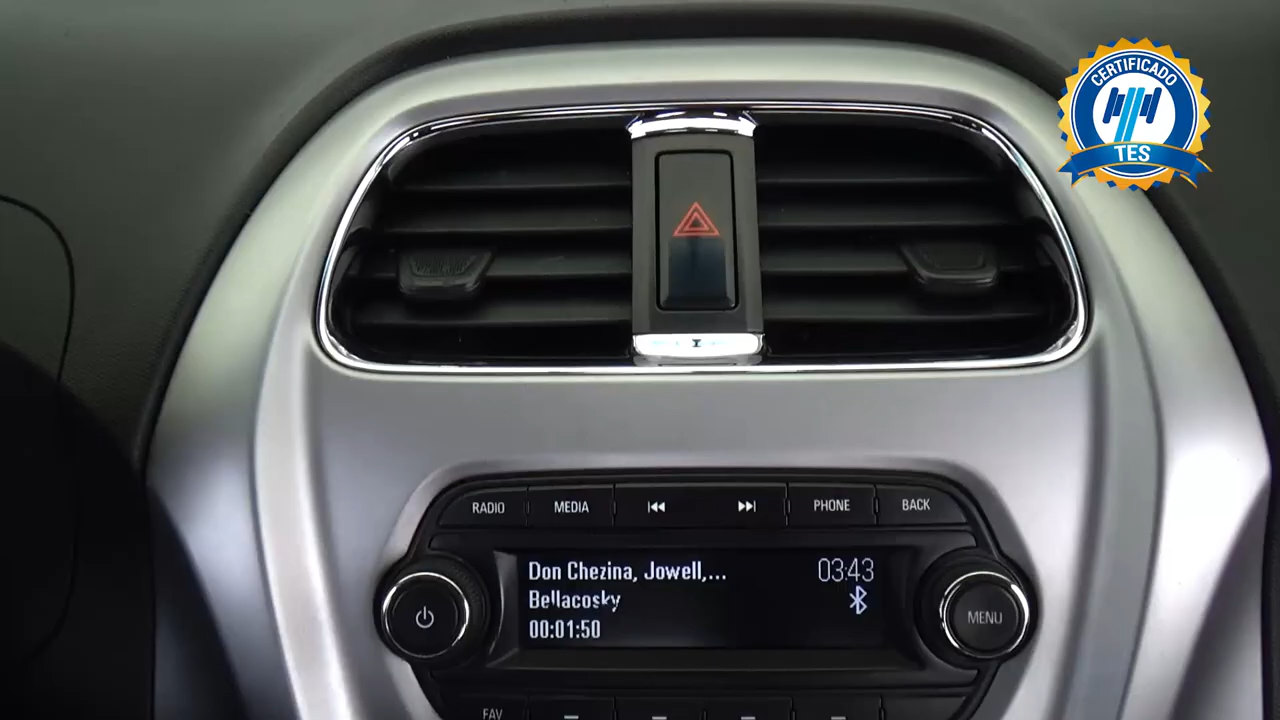 CERTIFICADO
TES
RADIO
MEDIA
PHONE
BACK
Don Chezina, Jowell,...
03:43
Bellacosky
00:01:50
MENU
FAV